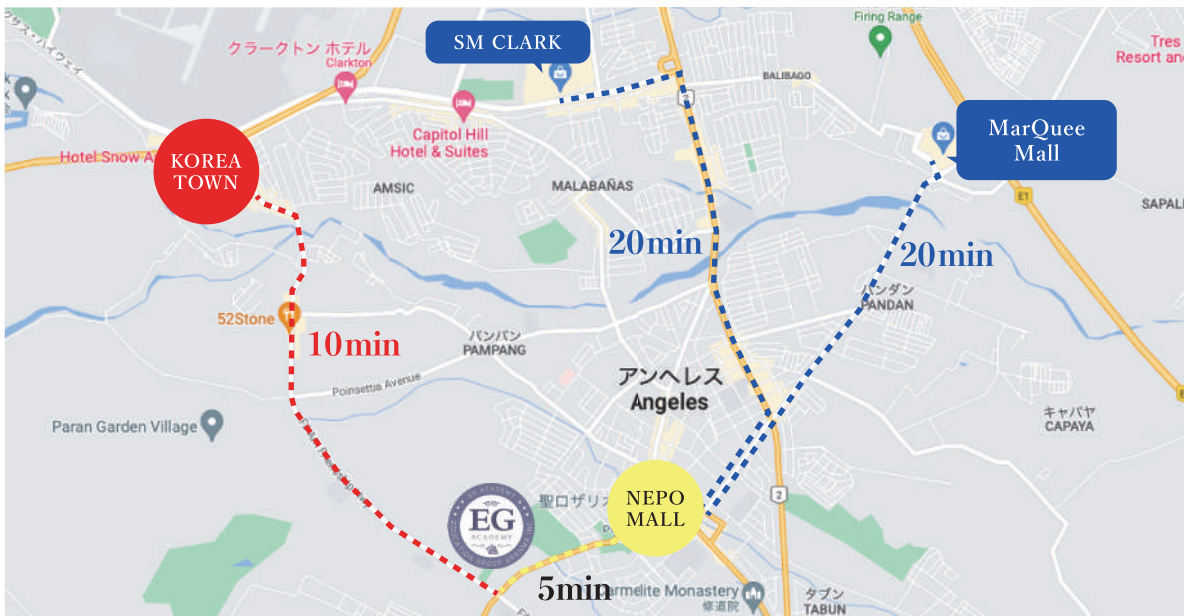 Firing Range
SM CLARK
クラークトン ホテル
Clarkton
Tres
Resort and
BALIBAGO
2
MarQuee
Mall
Capitol Hill
Hotel & Suites
Hotel Snow
KOREA
TOWN
AMSIC
MALABAÑAS
E1
SAPAL
20min
20min
パンダン
PANDAN
52Stone
10min
パンパン
PAMPANG
Poinsettia Avenue
アンヘレス
Angeles
キャパヤ
CAPAYA
Paran Garden Village
聖ロザリオ
NEPO
MALL
2
EG
ACADEMY
5min
armelite Monastery
修道院
タブン
TABUN